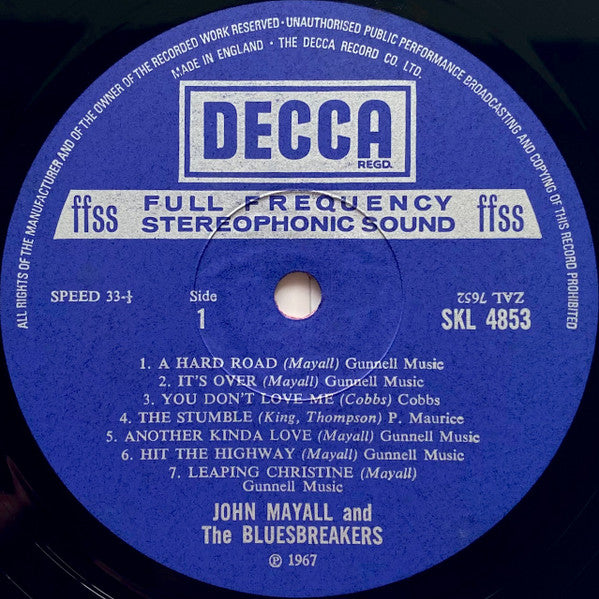 ALL RIGHTS OF THE MANUFACTURER AND OF THE OWNER OF THE RECORDED WORK RESERVED · UNAUTHORISED PUBLIC PERFORMANCE BROADCASTING AND COPYING OF THIS RECORD PROHIBITED
MADE IN ENGLAND · THE DECCA RECORD CO. LTD.
DECCA
REGD.
ffss FULL FREQUENCY STEREOPHONIC SOUND ffss
SPEED 33-⅓
Side
1
ZAL 7652
SKL 4853
1. A HARD ROAD (Mayall) Gunnell Music
2. IT'S OVER (Mayall) Gunnell Music
3. YOU DON'T LOVE ME (Cobbs) Cobbs
4. THE STUMBLE (King, Thompson) P. Maurice
5. ANOTHER KINDA LOVE (Mayall) Gunnell Music
6. HIT THE HIGHWAY (Mayall) Gunnell Music
7. LEAPING CHRISTINE (Mayall)
Gunnell Music
JOHN MAYALL and
The BLUESBREAKERS
℗ 1967